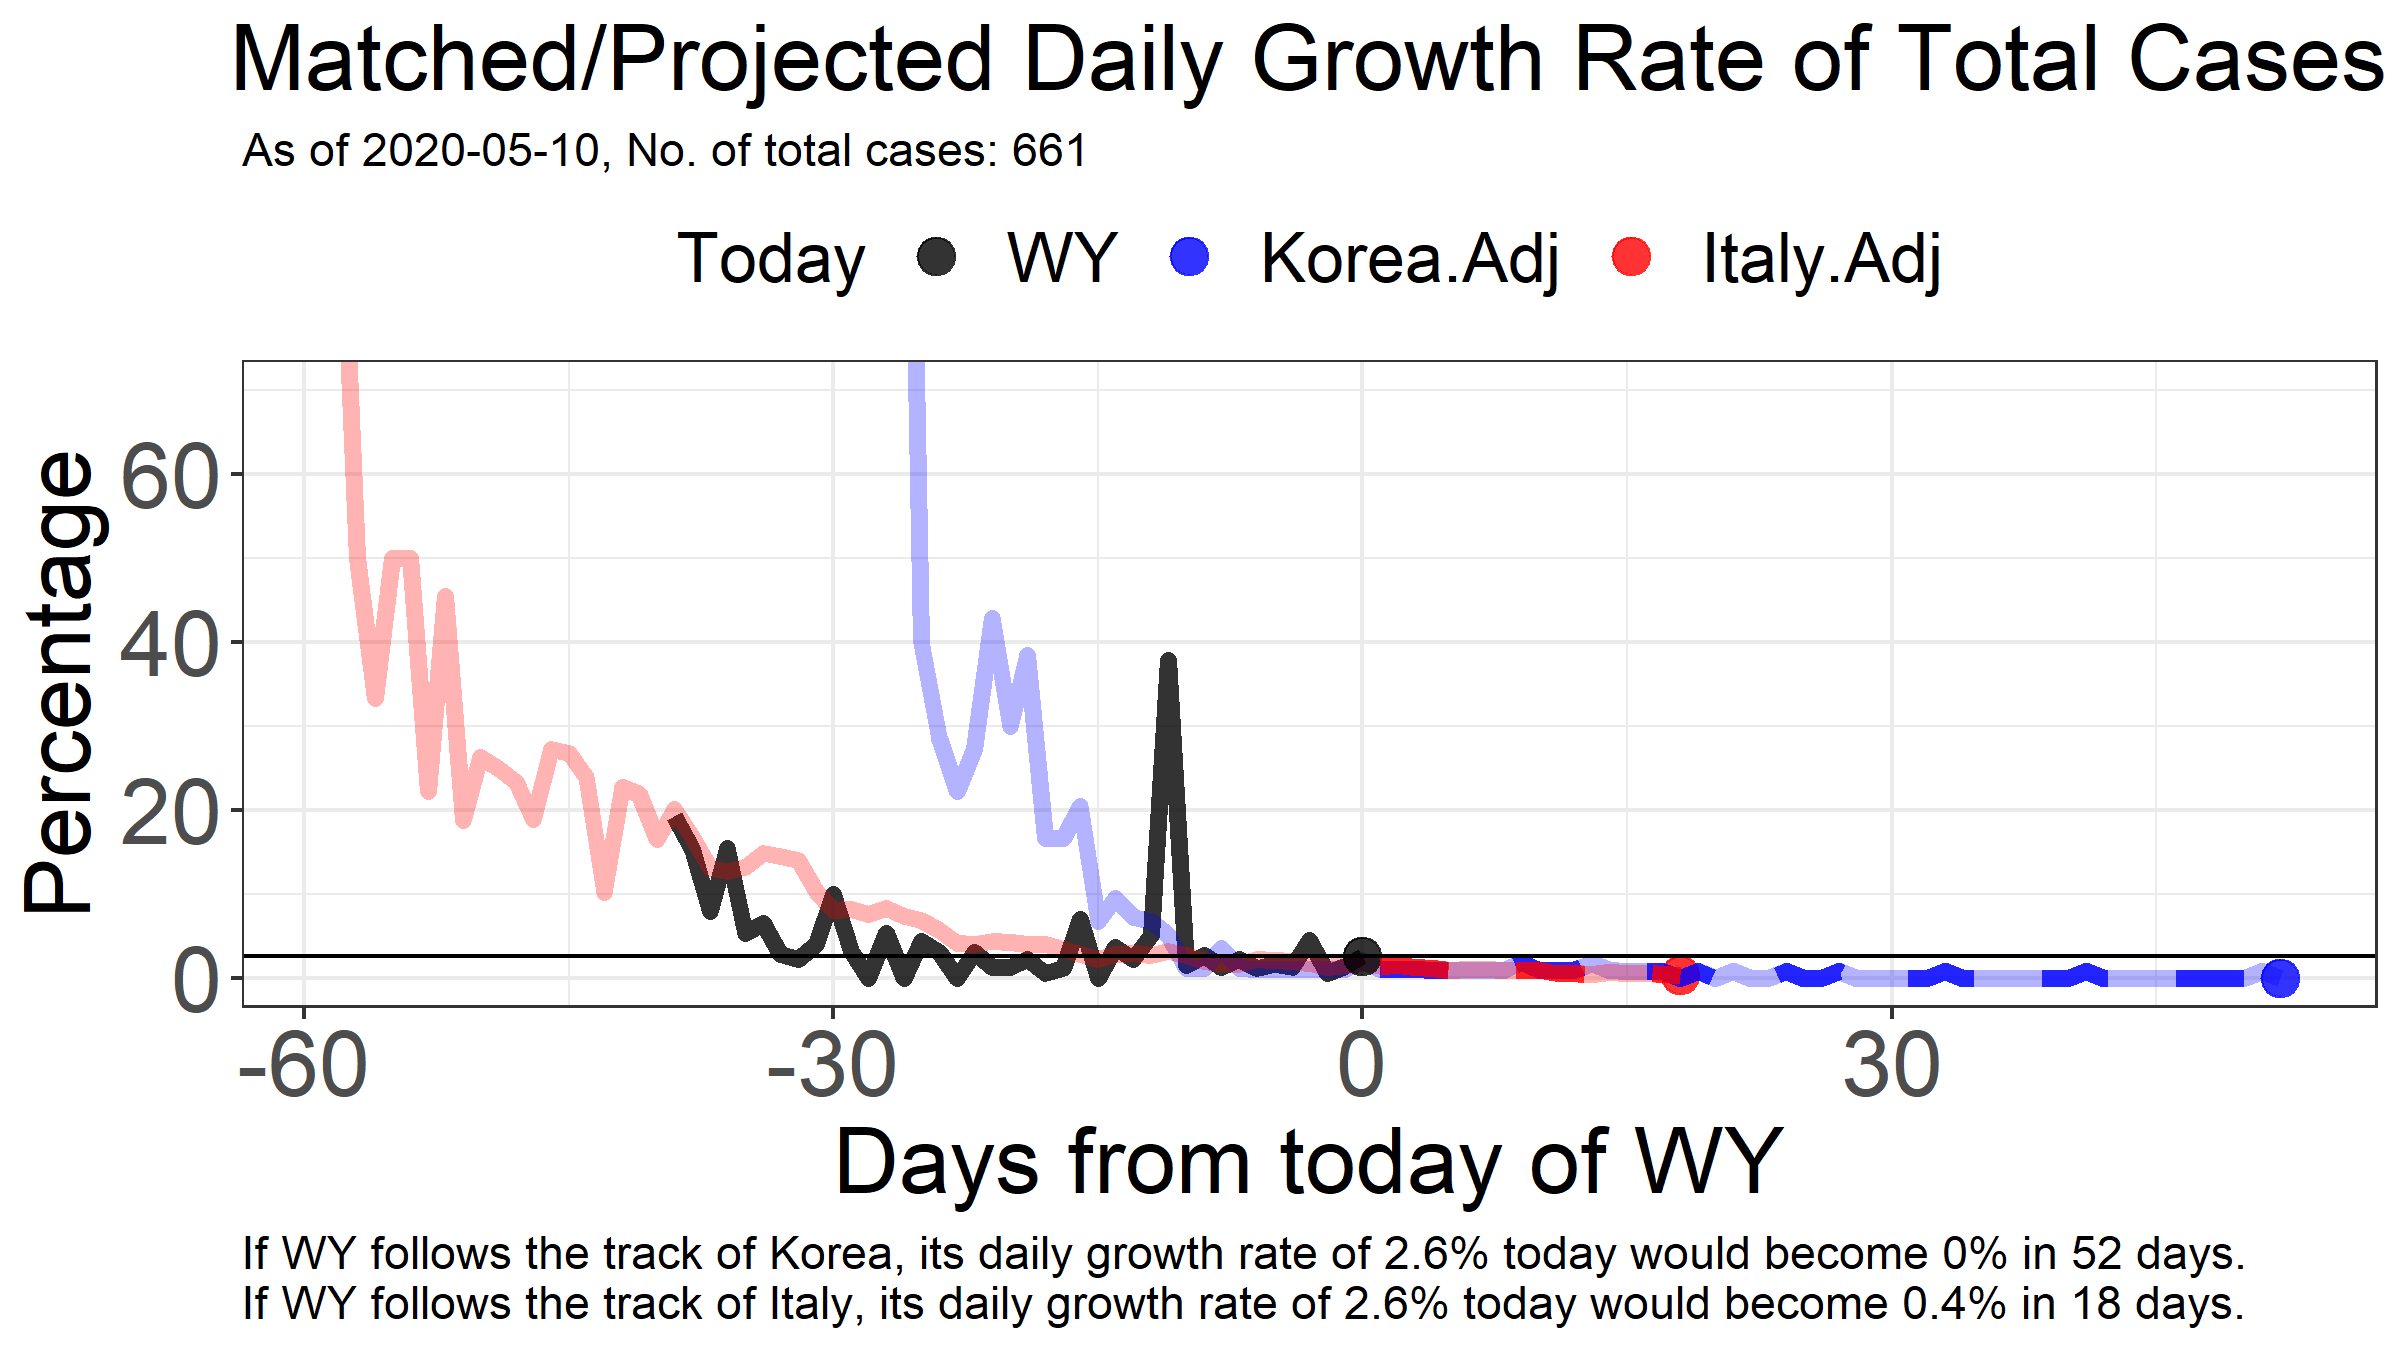 Matched/Projected Daily Growth Rate of Total Cases
As of 2020-05-10, No. of total cases: 661
Today WY Korea.Adj Italy.Adj
Percentage
60
40
20
0
-60 -30 0 30
Days from today of WY
If WY follows the track of Korea, its daily growth rate of 2.6% today would become 0% in 52 days.
If WY follows the track of Italy, its daily growth rate of 2.6% today would become 0.4% in 18 days.